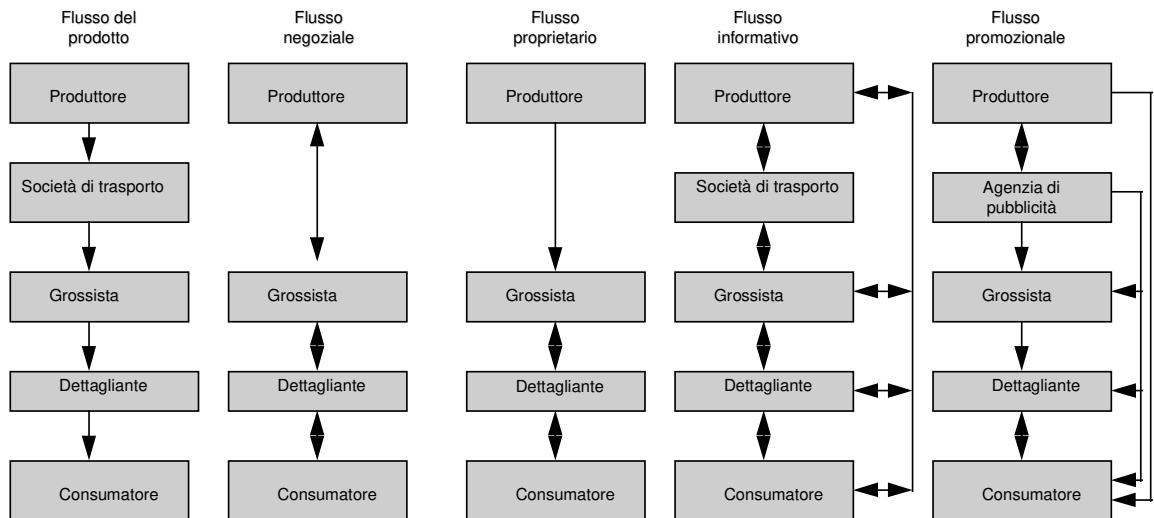 Flusso del
prodotto
Flusso
negoziale
Flusso
proprietario
Flusso
informativo
Flusso
promozionale
Produttore
Società di trasporto
Grossista
Dettagliante
Consumatore
Produttore
Grossista
Dettagliante
Consumatore
Produttore
Grossista
Dettagliante
Consumatore
Produttore
Società di trasporto
Grossista
Dettagliante
Consumatore
Produttore
Agenzia di
pubblicità
Grossista
Dettagliante
Consumatore